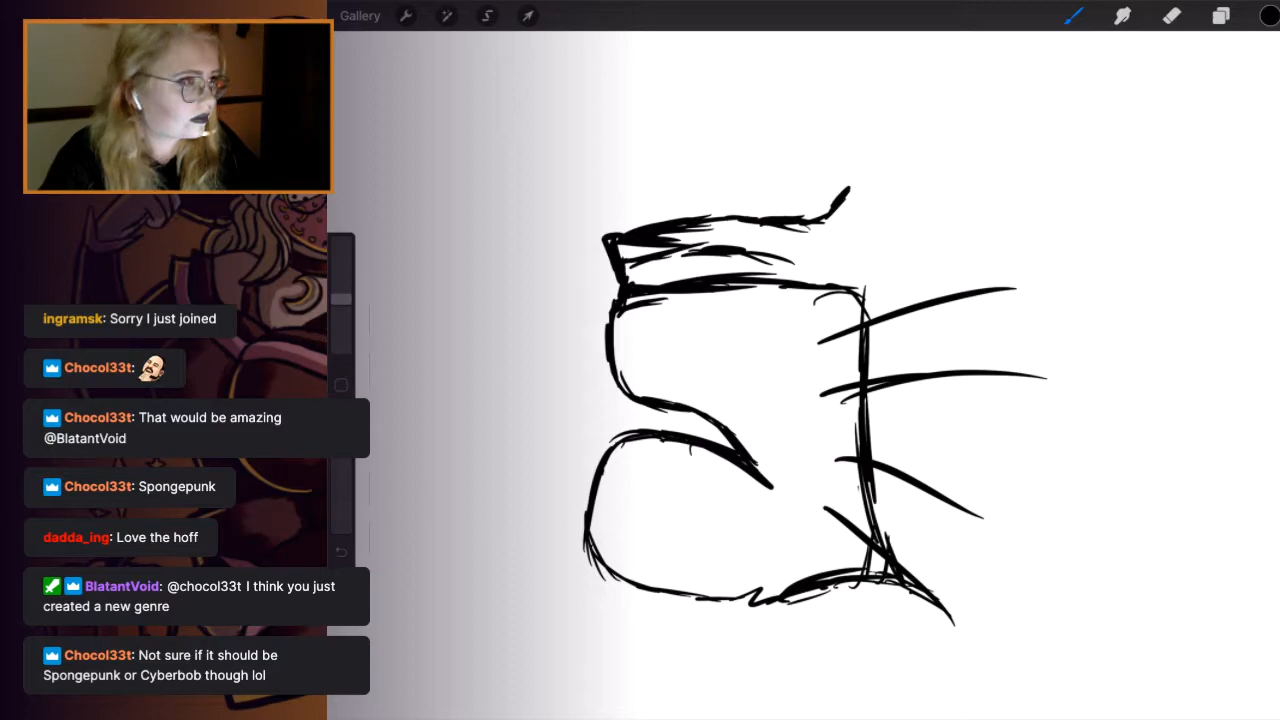 Gallery
ingramsk: Sorry I just joined
Chocol33t:
Chocol33t: That would be amazing
@BlatantVoid
Chocol33t: Spongepunk
dadda_ing: Love the hoff
BlatantVoid: @chocol33t I think you just
created a new genre
Chocol33t: Not sure if it should be
Spongepunk or Cyberbob though lol